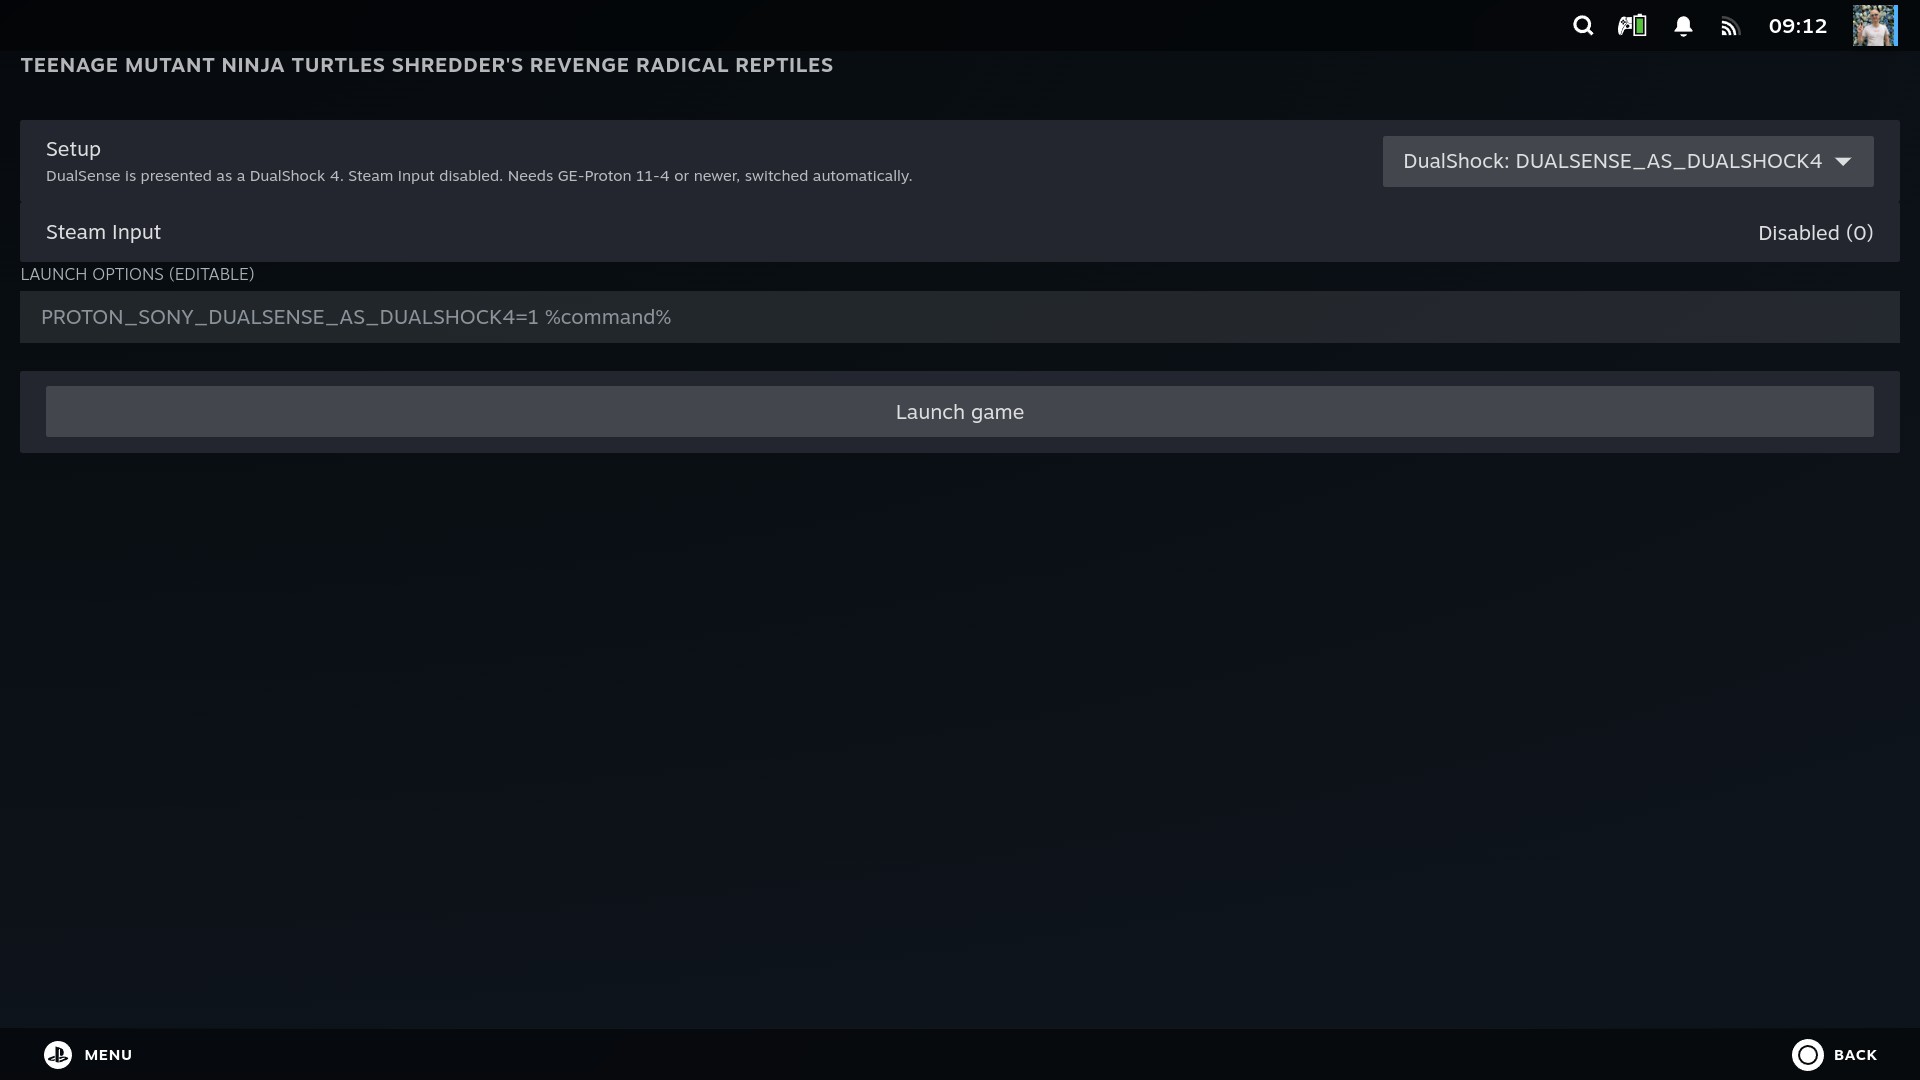 09:12
TEENAGE MUTANT NINJA TURTLES SHREDDER'S REVENGE RADICAL REPTILES
Setup
DualSense is presented as a DualShock 4. Steam Input disabled. Needs GE-Proton 11-4 or newer, switched automatically.
DualShock: DUALSENSE_AS_DUALSHOCK4
Steam Input
Disabled (0)
LAUNCH OPTIONS (EDITABLE)
PROTON_SONY_DUALSENSE_AS_DUALSHOCK4=1 %command%
Launch game
MENU
BACK